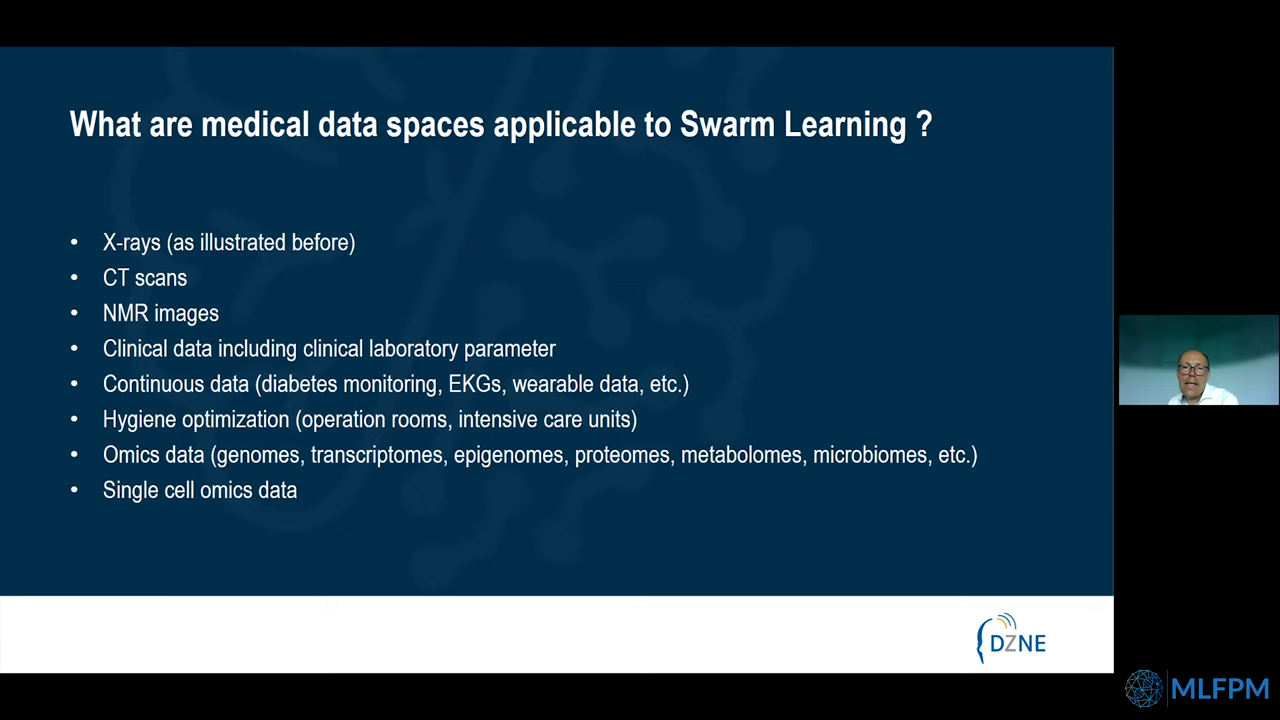 What are medical data spaces applicable to Swarm Learning ?
• X-rays (as illustrated before)
• CT scans
• NMR images
• Clinical data including clinical laboratory parameter
• Continuous data (diabetes monitoring, EKGs, wearable data, etc.)
• Hygiene optimization (operation rooms, intensive care units)
• Omics data (genomes, transcriptomes, epigenomes, proteomes, metabolomes, microbiomes, etc.)
• Single cell omics data
DZNE
MLFPM